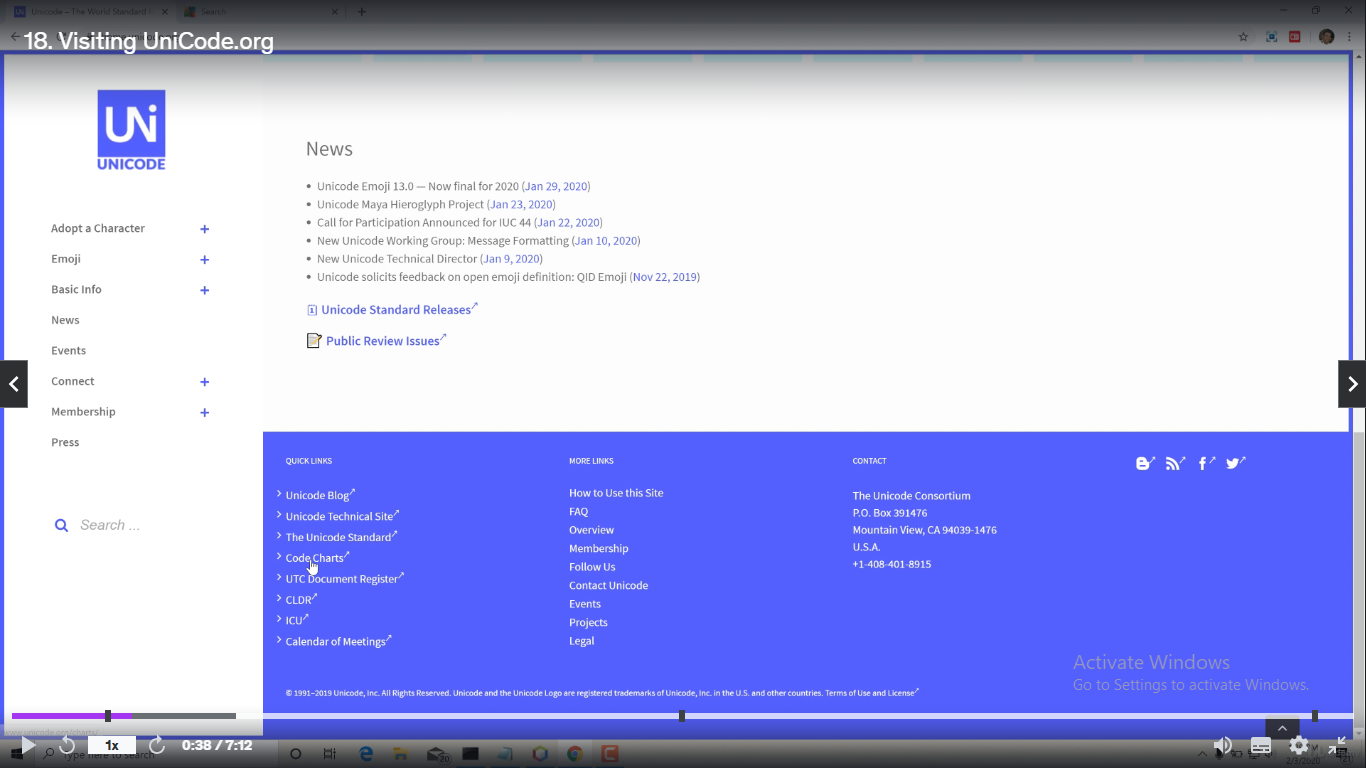 Unicode – The World Standard
Search
18. Visiting UniCode.org
UNi
UNICODE
Adopt a Character +
Emoji +
Basic Info +
News
Events
Connect +
Membership +
Press
Search ...
News
• Unicode Emoji 13.0 — Now final for 2020 (Jan 29, 2020)
• Unicode Maya Hieroglyph Project (Jan 23, 2020)
• Call for Participation Announced for IUC 44 (Jan 22, 2020)
• New Unicode Working Group: Message Formatting (Jan 10, 2020)
• New Unicode Technical Director (Jan 9, 2020)
• Unicode solicits feedback on open emoji definition: QID Emoji (Nov 22, 2019)
Unicode Standard Releases
Public Review Issues
QUICK LINKS
> Unicode Blog
> Unicode Technical Site
> The Unicode Standard
> Code Charts
> UTC Document Register
> CLDR
> ICU
> Calendar of Meetings
MORE LINKS
How to Use this Site
FAQ
Overview
Membership
Follow Us
Contact Unicode
Events
Projects
Legal
CONTACT
The Unicode Consortium
P.O. Box 391476
Mountain View, CA 94039-1476
U.S.A.
+1-408-401-8915
© 1991–2019 Unicode, Inc. All Rights Reserved. Unicode and the Unicode Logo are registered trademarks of Unicode, Inc. in the U.S. and other countries. Terms of Use and License
Activate Windows
Go to Settings to activate Windows.
1x
0:38 / 7:12
Type here to search
2/3/2020